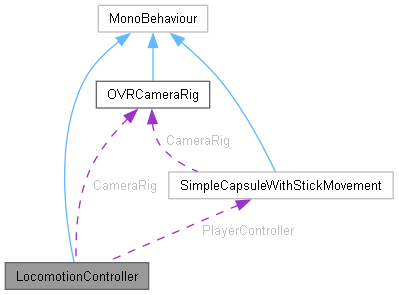 MonoBehaviour
OVRCameraRig
CameraRig
SimpleCapsuleWithStickMovement
CameraRig
PlayerController
LocomotionController